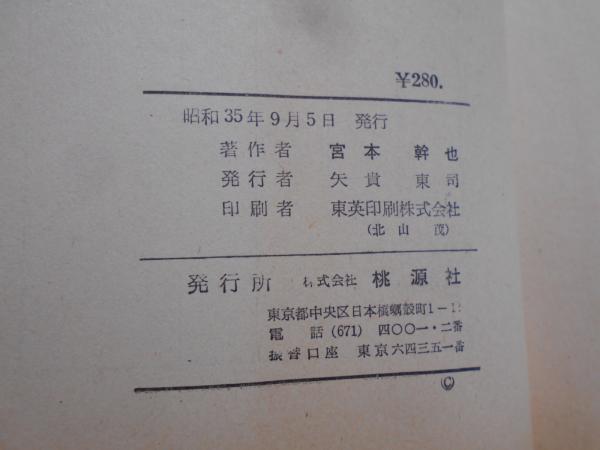 ¥280.
昭和35年9月5日 発行
著作者 宮本幹也
発行者 矢貴東司
印刷者 東英印刷株式会社
(北山茂)
発行所 株式会社 桃源社
東京都中央区日本橋蠣殻町1-12
電話(671)四〇〇一・二番
振替口座 東京六四三五一番
©